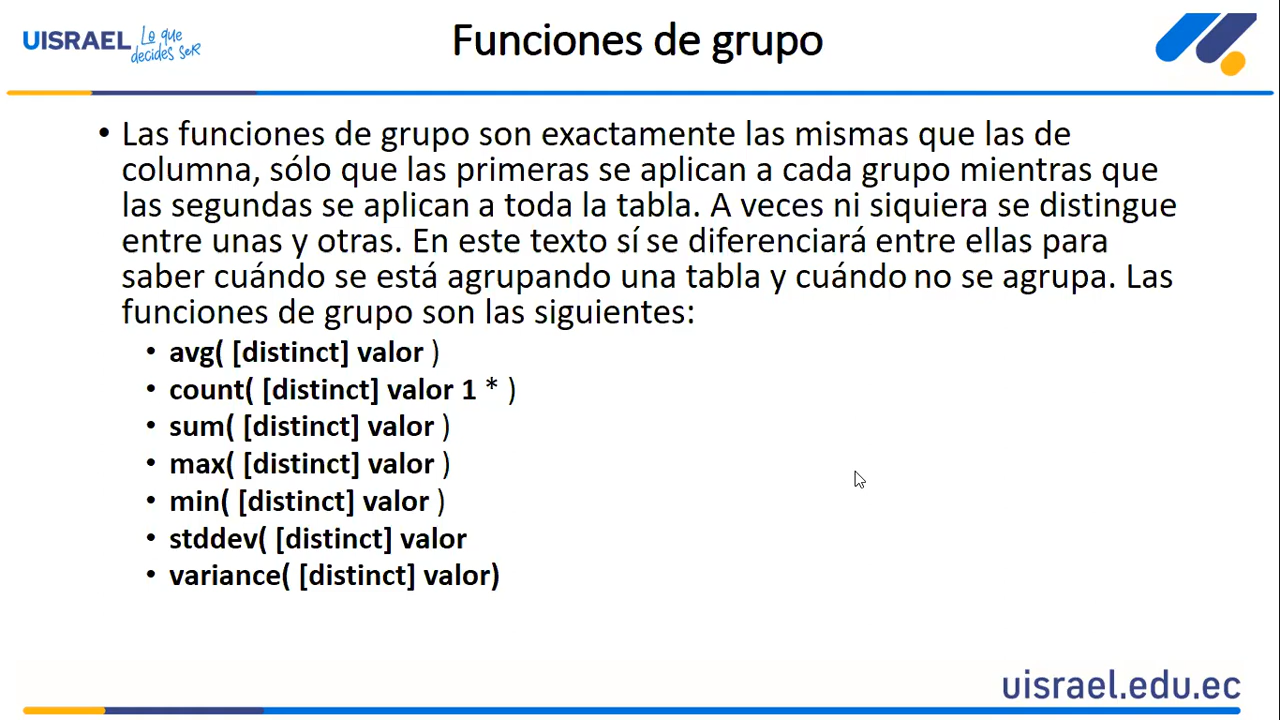 UISRAEL Lo que decides seR
Funciones de grupo
• Las funciones de grupo son exactamente las mismas que las de
columna, sólo que las primeras se aplican a cada grupo mientras que
las segundas se aplican a toda la tabla. A veces ni siquiera se distingue
entre unas y otras. En este texto sí se diferenciará entre ellas para
saber cuándo se está agrupando una tabla y cuándo no se agrupa. Las
funciones de grupo son las siguientes:
• avg( [distinct] valor )
• count( [distinct] valor 1 * )
• sum( [distinct] valor )
• max( [distinct] valor )
• min( [distinct] valor )
• stddev( [distinct] valor
• variance( [distinct] valor)
uisrael.edu.ec